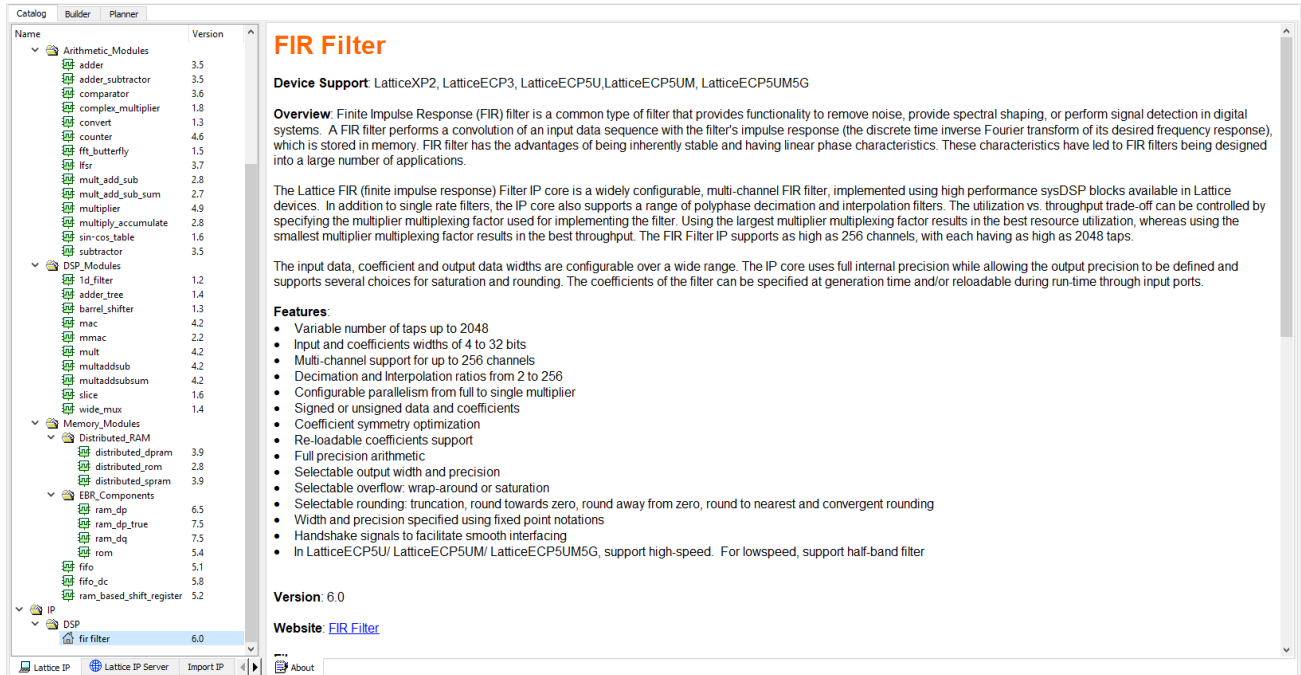 Catalog Builder Planner
Name Version
Arithmetic_Modules
adder 3.5
adder_subtractor 3.5
comparator 3.6
complex_multiplier 1.8
convert 1.3
counter 4.6
fft_butterfly 1.5
lfsr 3.7
mult_add_sub 2.8
mult_add_sub_sum 2.7
multiplier 4.9
multiply_accumulate 2.8
sin-cos_table 1.6
subtractor 3.5
DSP_Modules
1d_filter 1.2
adder_tree 1.4
barrel_shifter 1.3
mac 4.2
mmac 2.2
mult 4.2
multaddsub 4.2
multaddsubsum 4.2
slice 1.6
wide_mux 1.4
Memory_Modules
Distributed_RAM
distributed_dpram 3.9
distributed_rom 2.8
distributed_spram 3.9
EBR_Components
ram_dp 6.5
ram_dp_true 7.5
ram_dq 7.5
rom 5.4
fifo 5.1
fifo_dc 5.8
ram_based_shift_register 5.2
IP
DSP
fir filter 6.0
Lattice IP Lattice IP Server Import IP
FIR Filter
Device Support: LatticeXP2, LatticeECP3, LatticeECP5U,LatticeECP5UM, LatticeECP5UM5G
Overview: Finite Impulse Response (FIR) filter is a common type of filter that provides functionality to remove noise, provide spectral shaping, or perform signal detection in digital
systems. A FIR filter performs a convolution of an input data sequence with the filter's impulse response (the discrete time inverse Fourier transform of its desired frequency response),
which is stored in memory. FIR filter has the advantages of being inherently stable and having linear phase characteristics. These characteristics have led to FIR filters being designed
into a large number of applications.
The Lattice FIR (finite impulse response) Filter IP core is a widely configurable, multi-channel FIR filter, implemented using high performance sysDSP blocks available in Lattice
devices. In addition to single rate filters, the IP core also supports a range of polyphase decimation and interpolation filters. The utilization vs. throughput trade-off can be controlled by
specifying the multiplier multiplexing factor used for implementing the filter. Using the largest multiplier multiplexing factor results in the best resource utilization, whereas using the
smallest multiplier multiplexing factor results in the best throughput. The FIR Filter IP supports as high as 256 channels, with each having as high as 2048 taps.
The input data, coefficient and output data widths are configurable over a wide range. The IP core uses full internal precision while allowing the output precision to be defined and
supports several choices for saturation and rounding. The coefficients of the filter can be specified at generation time and/or reloadable during run-time through input ports.
Features:
• Variable number of taps up to 2048
• Input and coefficients widths of 4 to 32 bits
• Multi-channel support for up to 256 channels
• Decimation and Interpolation ratios from 2 to 256
• Configurable parallelism from full to single multiplier
• Signed or unsigned data and coefficients
• Coefficient symmetry optimization
• Re-loadable coefficients support
• Full precision arithmetic
• Selectable output width and precision
• Selectable overflow: wrap-around or saturation
• Selectable rounding: truncation, round towards zero, round away from zero, round to nearest and convergent rounding
• Width and precision specified using fixed point notations
• Handshake signals to facilitate smooth interfacing
• In LatticeECP5U/ LatticeECP5UM/ LatticeECP5UM5G, support high-speed. For lowspeed, support half-band filter
Version: 6.0
Website: FIR Filter
About